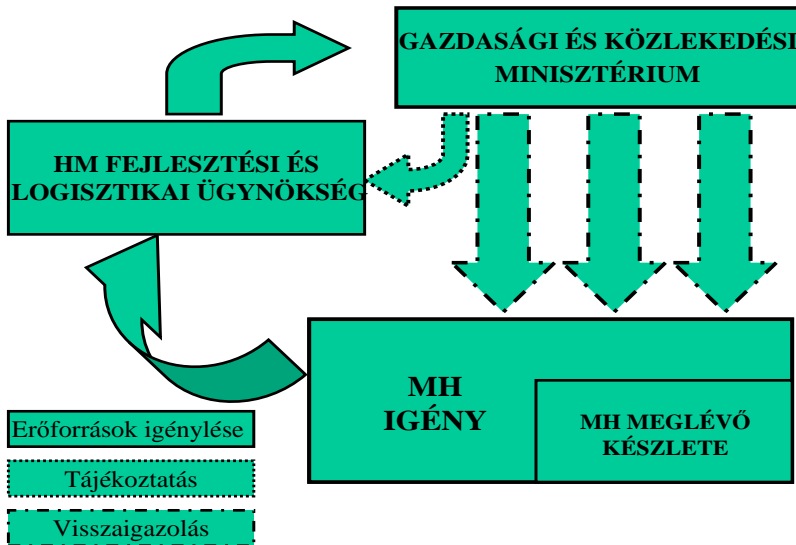 GAZDASÁGI ÉS KÖZLEKEDÉSI
MINISZTÉRIUM
HM FEJLESZTÉSI ÉS
LOGISZTIKAI ÜGYNÖKSÉG
MH
IGÉNY
MH MEGLÉVŐ
KÉSZLETE
Erőforrások igénylése
Tájékoztatás
Visszaigazolás